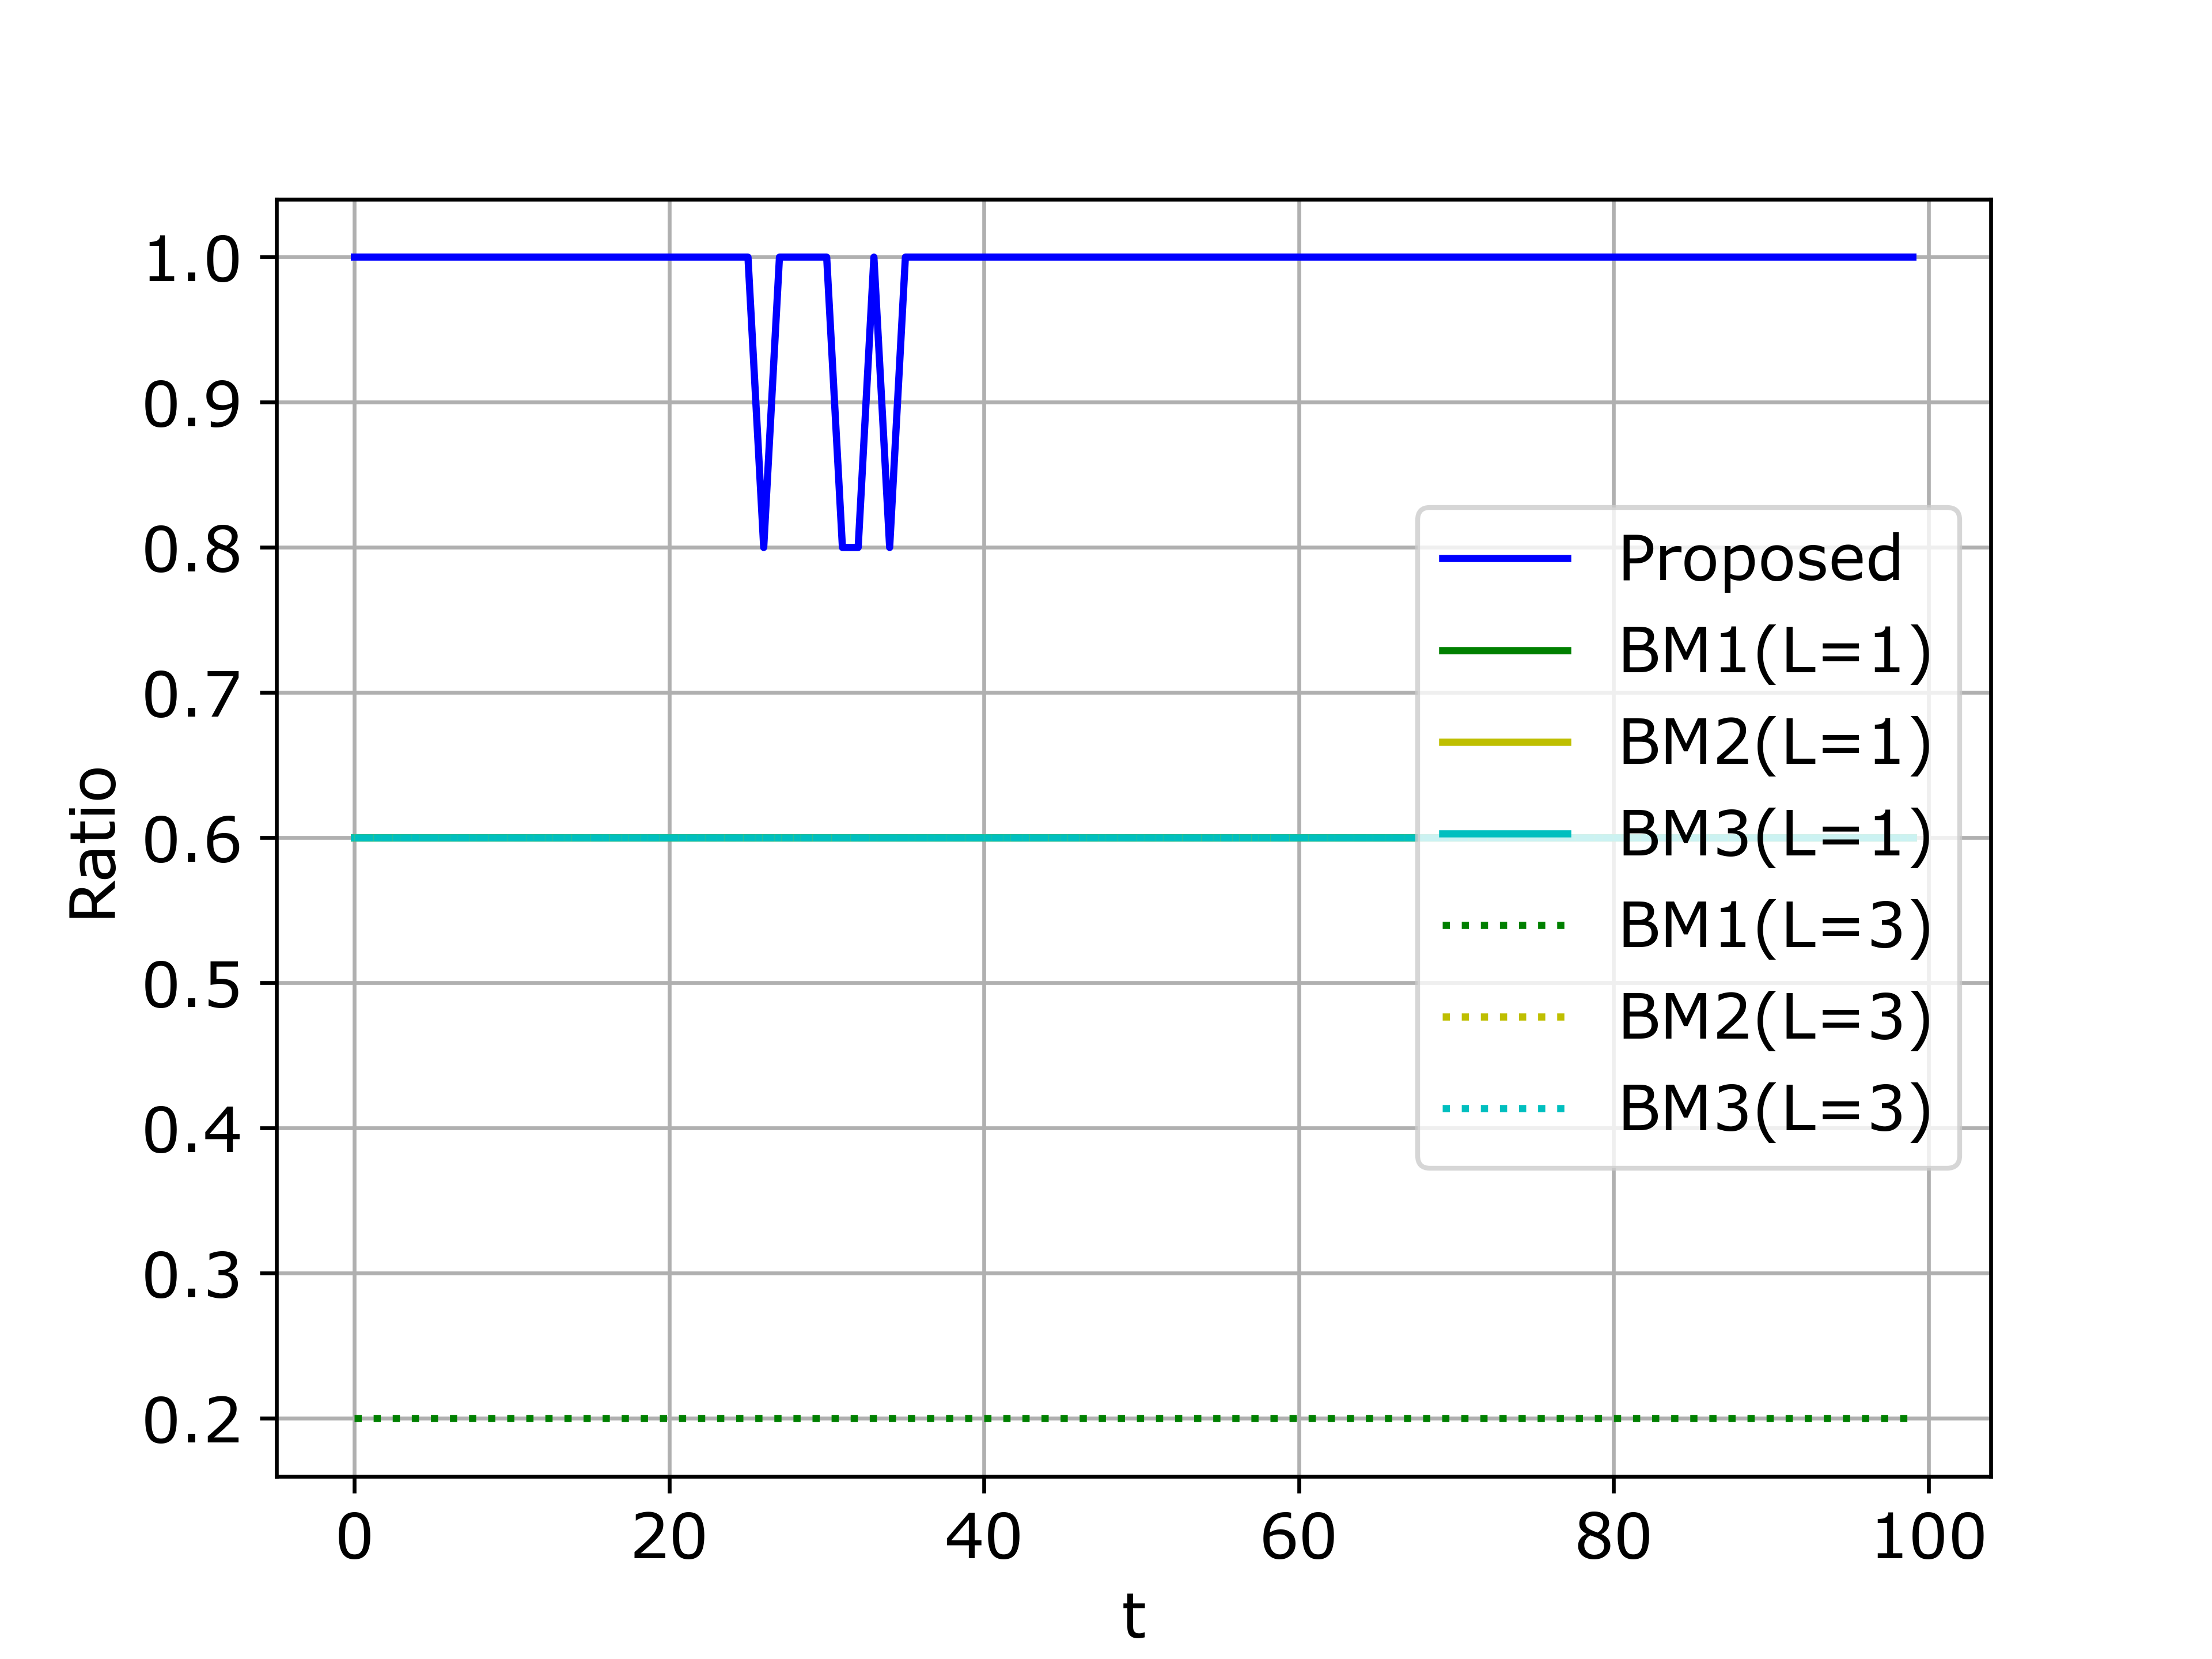 1.0
0.9
0.8
0.7
0.6
0.5
0.4
0.3
0.2
Ratio
0 20 40 60 80 100
t
Proposed
BM1(L=1)
BM2(L=1)
BM3(L=1)
BM1(L=3)
BM2(L=3)
BM3(L=3)